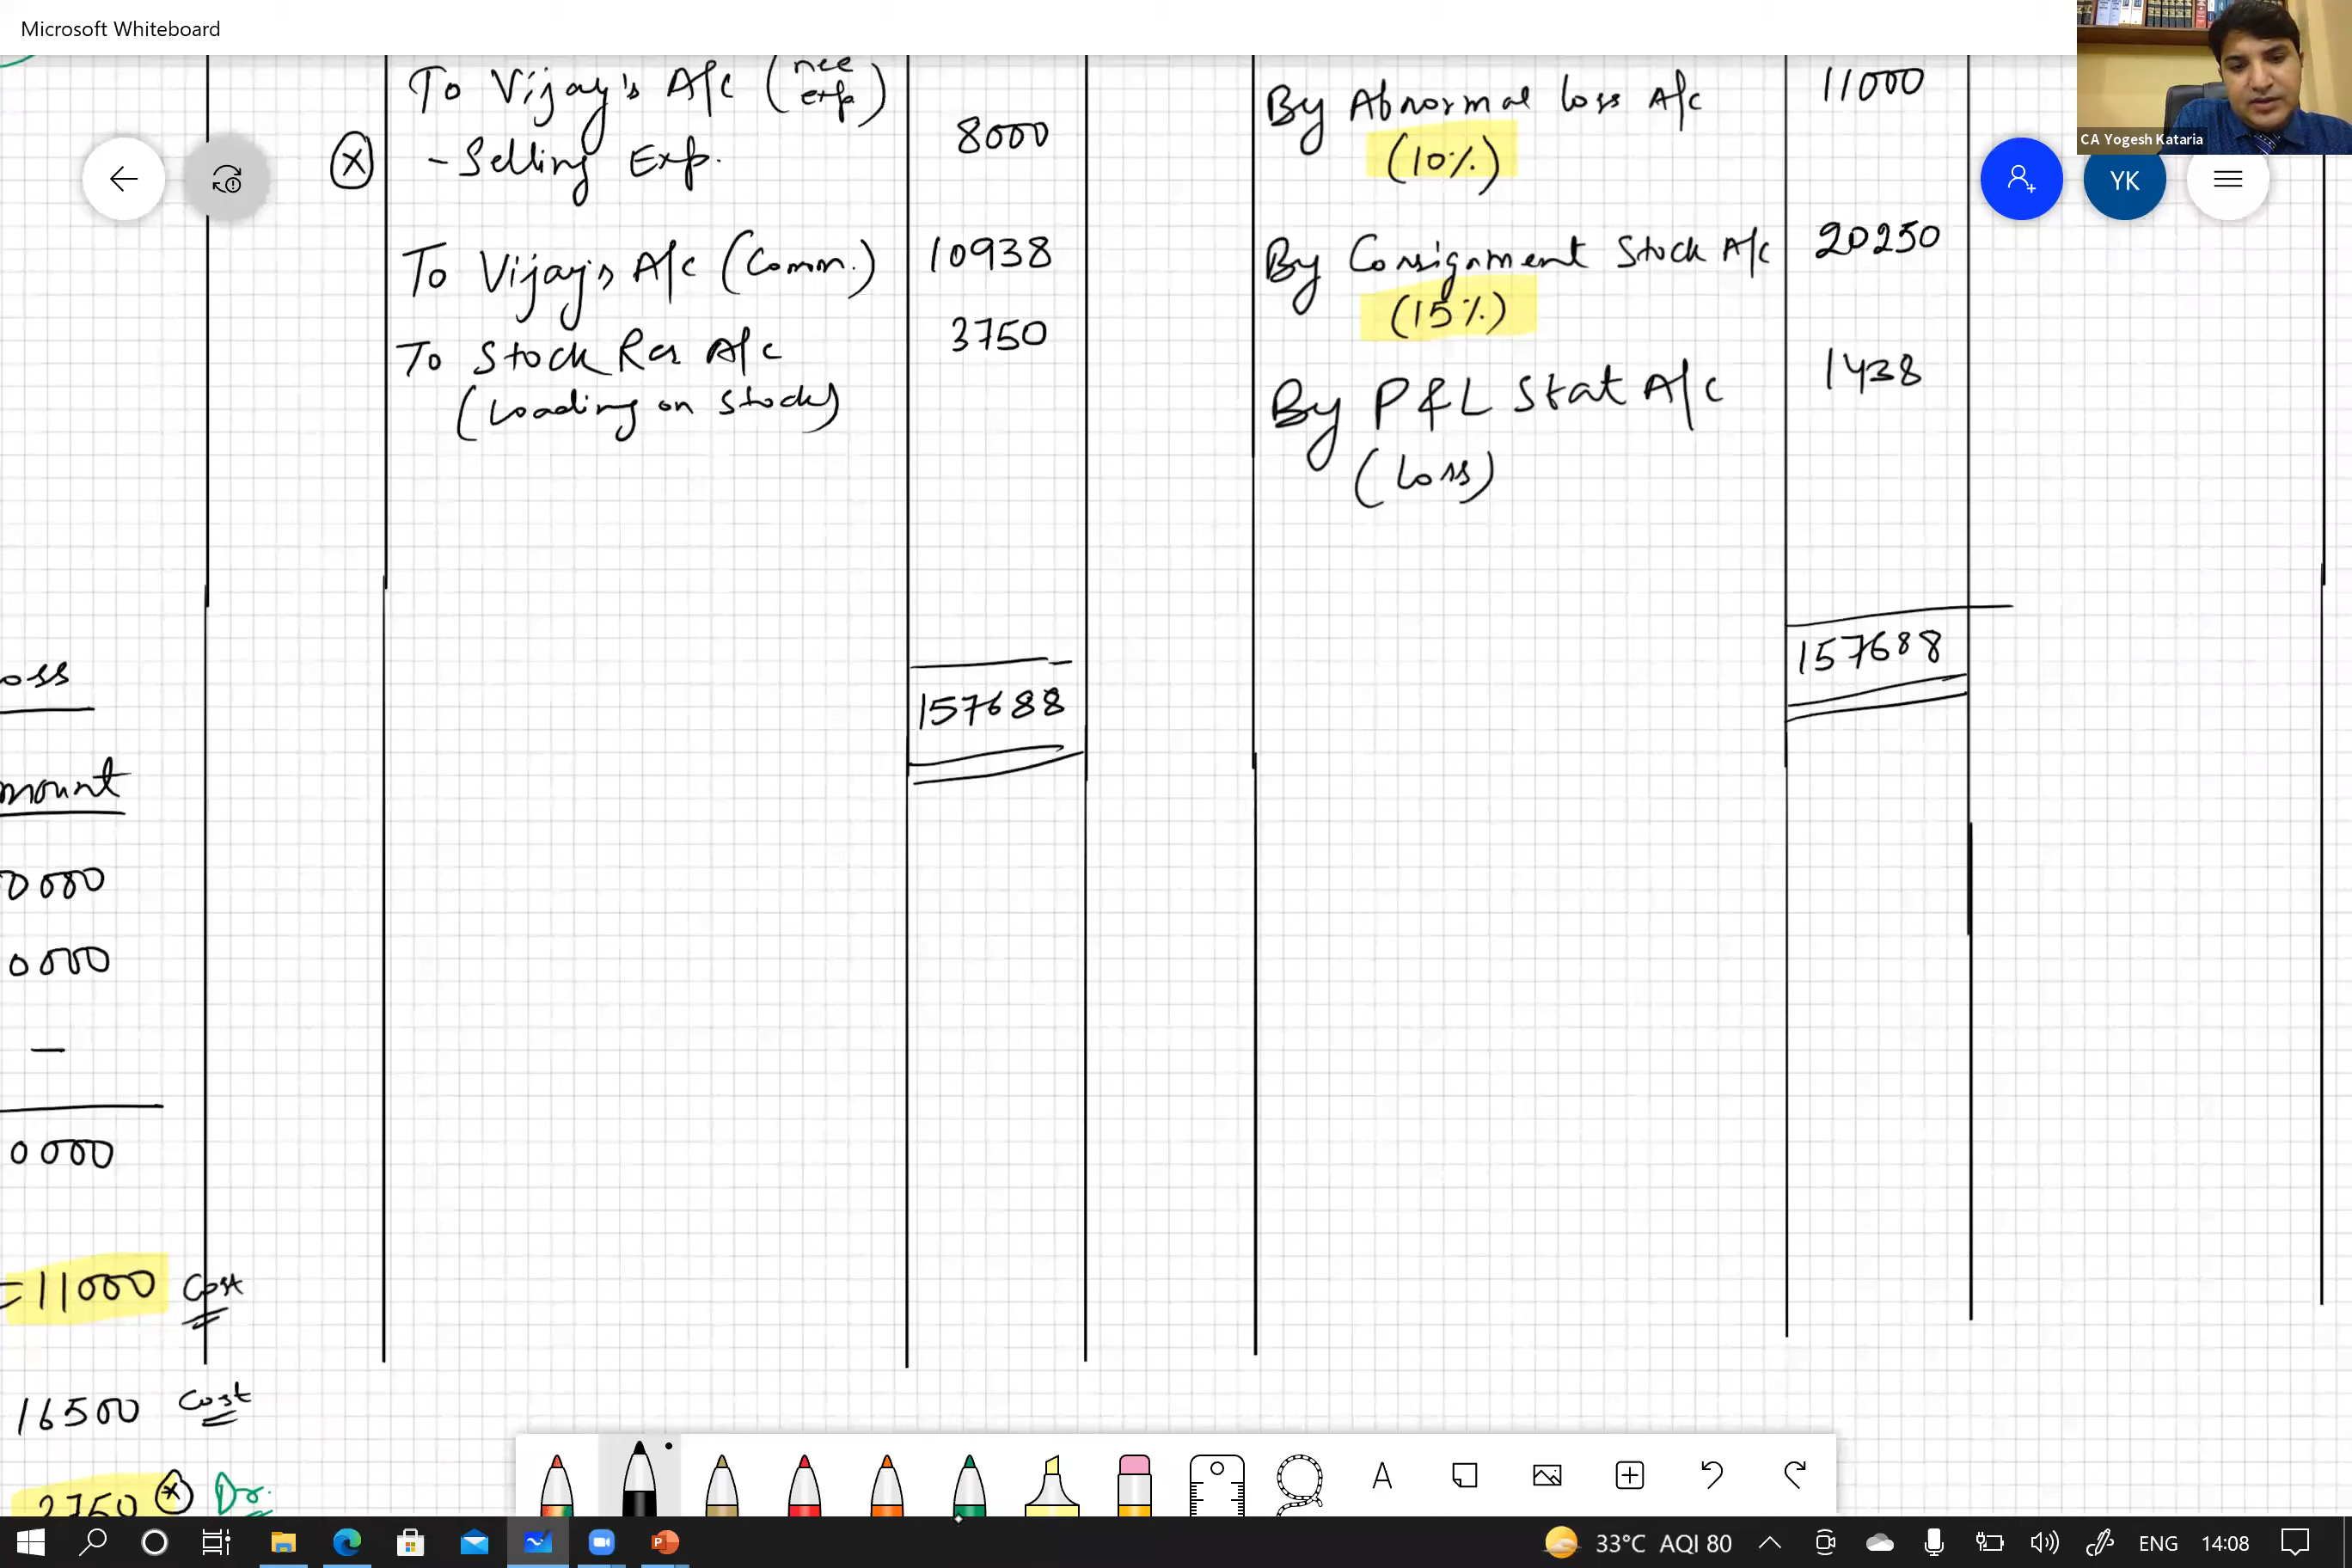 Microsoft Whiteboard
To Vijay's A/c (nec exp)
- Selling Exp. 8000
To Vijay's A/c (Comm.) 10938
To Stock Res A/c 3750
(Loading on Stock)
157688
By Abnormal loss A/c 11000
(10%)
By Consignment Stock A/c 20250
(15%)
By P&L Stat A/c 1438
(Loss)
157688
oss
mount
0000
0000
—
0000
=11000 Cost
16500 Cost
3750 Dr.
CA Yogesh Kataria
YK
A
33°C AQI 80
ENG
14:08